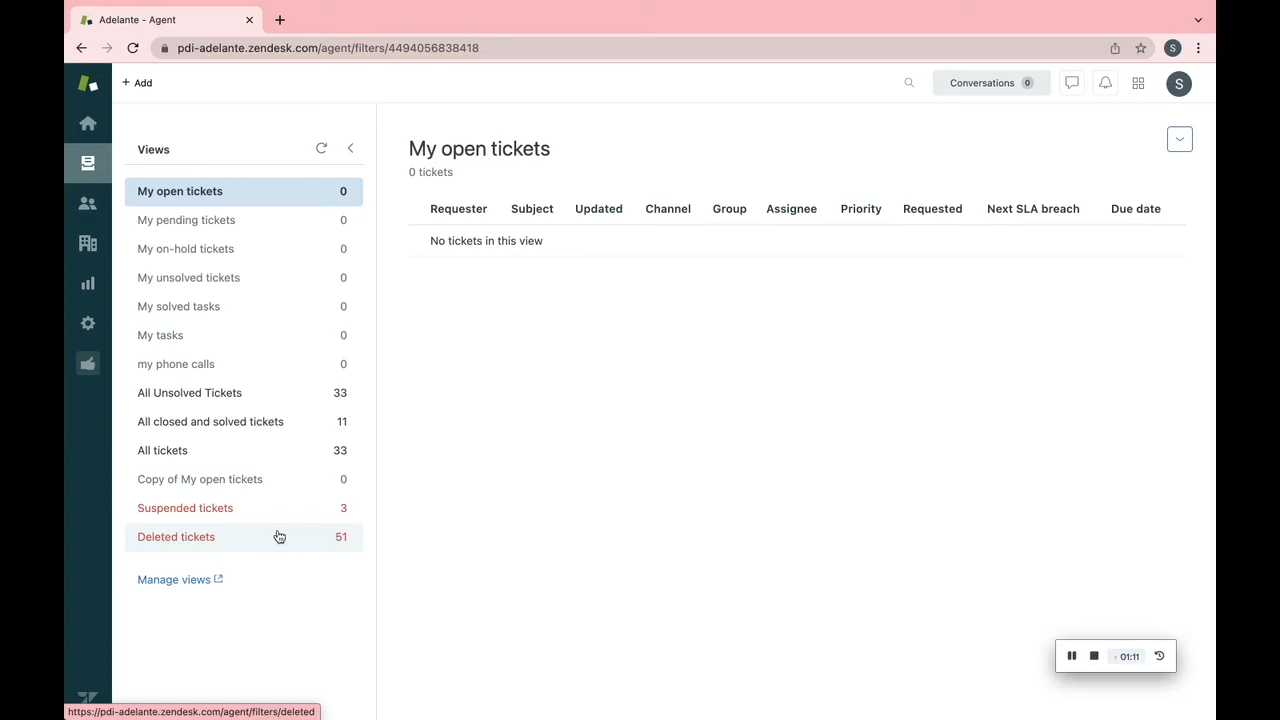 Adelante - Agent
pdi-adelante.zendesk.com/agent/filters/4494056838418
S
+ Add
Conversations 0
S
Views
My open tickets 0
My pending tickets 0
My on-hold tickets 0
My unsolved tickets 0
My solved tasks 0
My tasks 0
my phone calls 0
All Unsolved Tickets 33
All closed and solved tickets 11
All tickets 33
Copy of My open tickets 0
Suspended tickets 3
Deleted tickets 51
Manage views
My open tickets
0 tickets
Requester Subject Updated Channel Group Assignee Priority Requested Next SLA breach Due date
No tickets in this view
01:11
https://pdi-adelante.zendesk.com/agent/filters/deleted